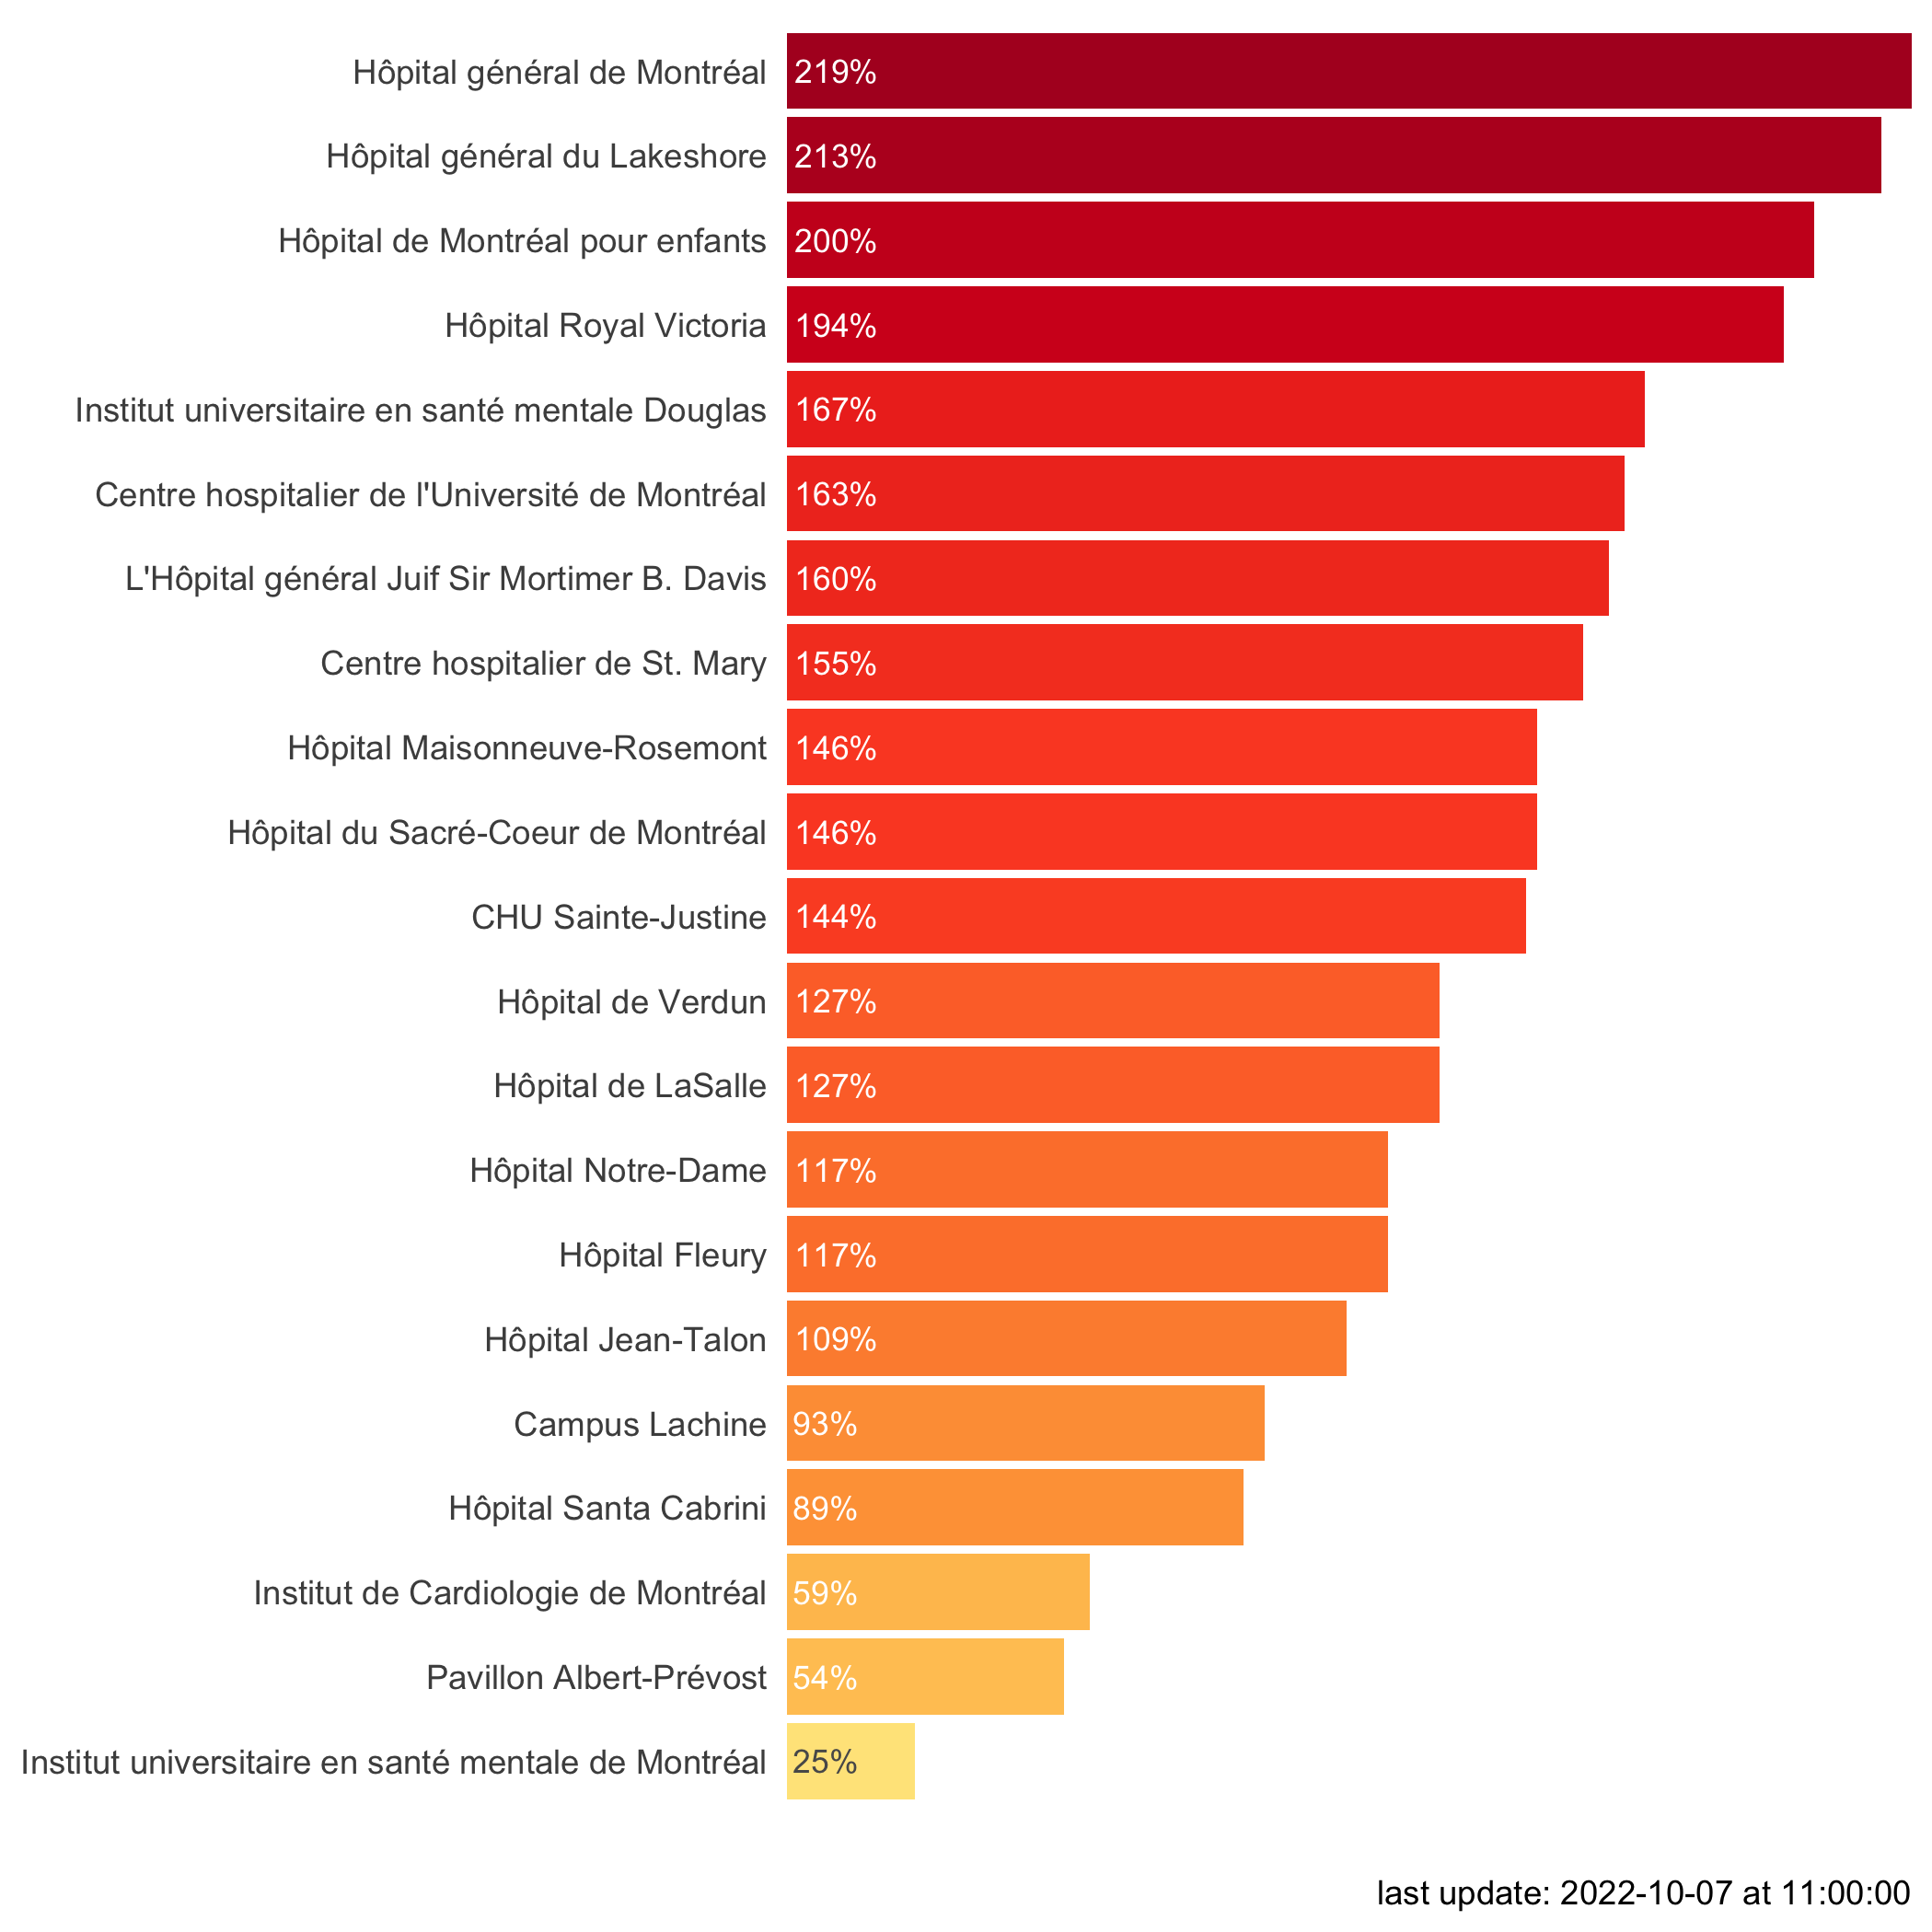 Hôpital général de Montréal 219%
Hôpital général du Lakeshore 213%
Hôpital de Montréal pour enfants 200%
Hôpital Royal Victoria 194%
Institut universitaire en santé mentale Douglas 167%
Centre hospitalier de l'Université de Montréal 163%
L'Hôpital général Juif Sir Mortimer B. Davis 160%
Centre hospitalier de St. Mary 155%
Hôpital Maisonneuve-Rosemont 146%
Hôpital du Sacré-Coeur de Montréal 146%
CHU Sainte-Justine 144%
Hôpital de Verdun 127%
Hôpital de LaSalle 127%
Hôpital Notre-Dame 117%
Hôpital Fleury 117%
Hôpital Jean-Talon 109%
Campus Lachine 93%
Hôpital Santa Cabrini 89%
Institut de Cardiologie de Montréal 59%
Pavillon Albert-Prévost 54%
Institut universitaire en santé mentale de Montréal 25%
last update: 2022-10-07 at 11:00:00